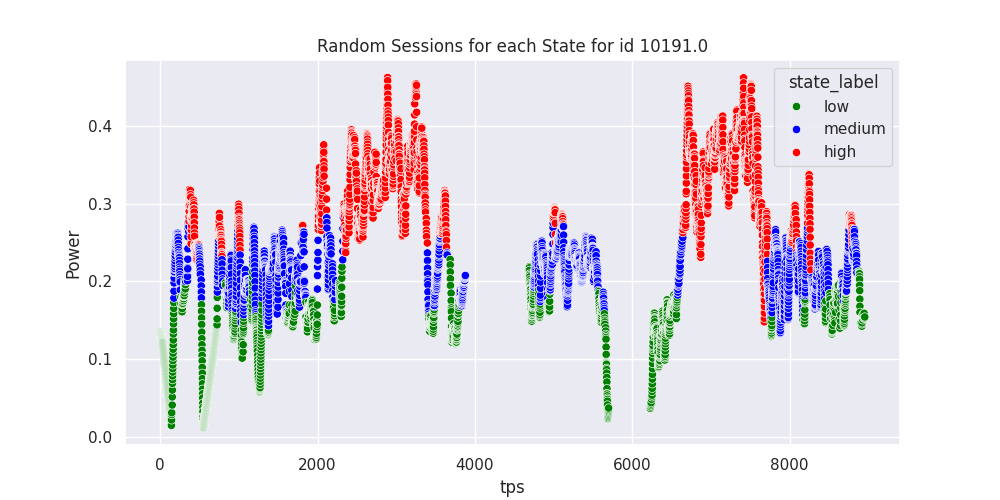 Random Sessions for each State for id 10191.0
state_label
low
medium
high
Power
0.4
0.3
0.2
0.1
0.0
0
2000
4000
6000
8000
tps